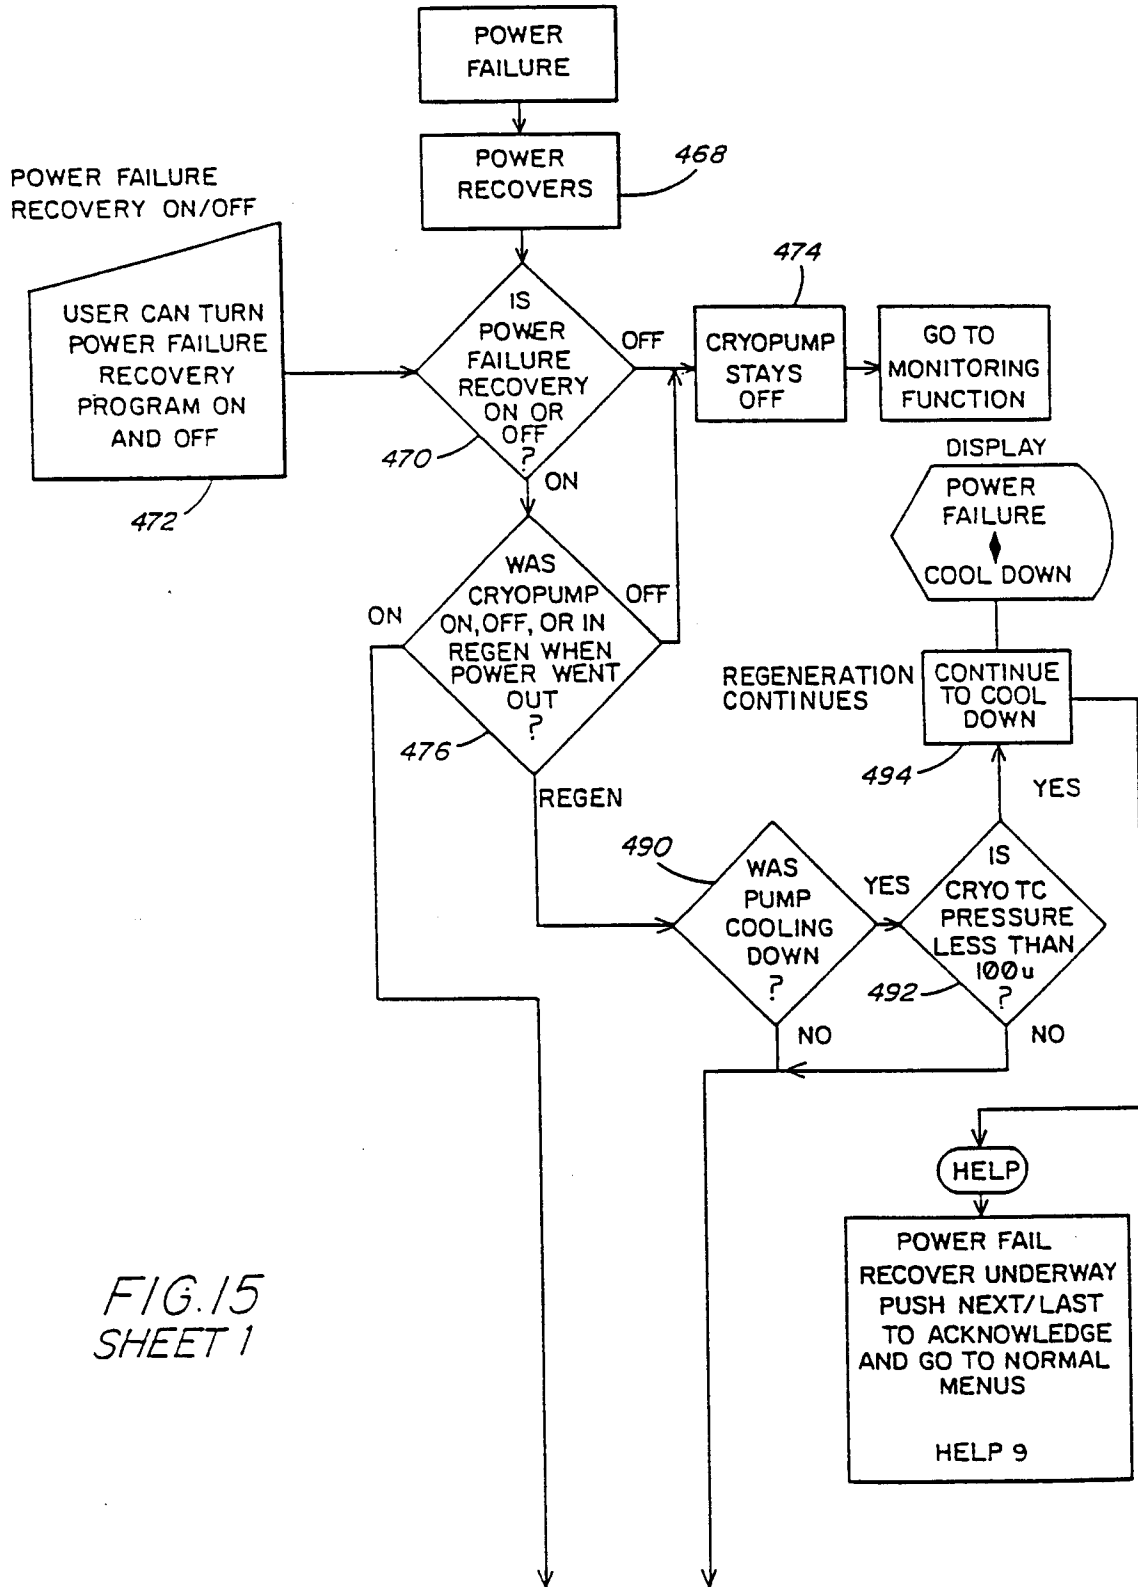 POWER
FAILURE
POWER
RECOVERS
468
POWER FAILURE
RECOVERY ON/OFF
USER CAN TURN
POWER FAILURE
RECOVERY
PROGRAM ON
AND OFF
472
IS
POWER
FAILURE
RECOVERY
ON OR
OFF
?
470
OFF
ON
474
CRYOPUMP
STAYS
OFF
GO TO
MONITORING
FUNCTION
DISPLAY
POWER
FAILURE
COOL DOWN
WAS
CRYOPUMP
ON, OFF, OR IN
REGEN WHEN
POWER WENT
OUT
?
476
ON
OFF
REGEN
REGENERATION
CONTINUES
CONTINUE
TO COOL
DOWN
494
YES
490
WAS
PUMP
COOLING
DOWN
?
YES
NO
IS
CRYO TC
PRESSURE
LESS THAN
100u
?
492
NO
HELP
POWER FAIL
RECOVER UNDERWAY
PUSH NEXT/LAST
TO ACKNOWLEDGE
AND GO TO NORMAL
MENUS
HELP 9
FIG.15
SHEET 1